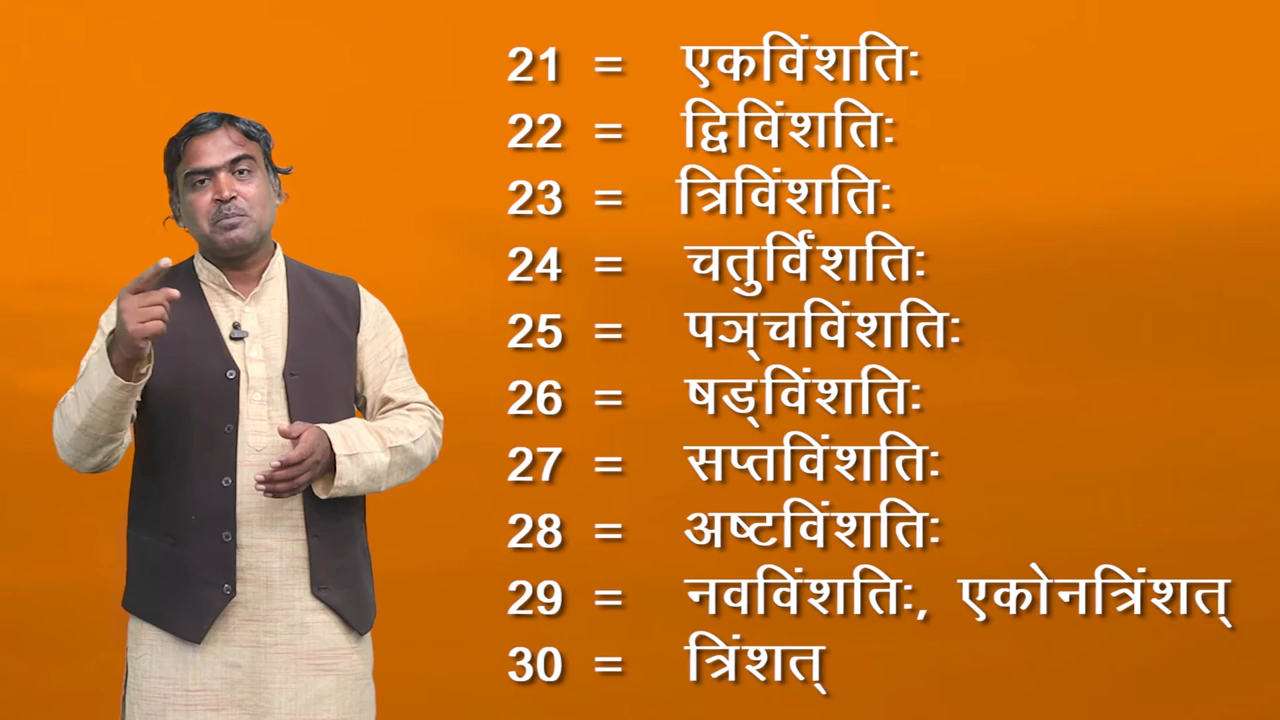 21 = एकविंशतिः
22 = द्विविंशतिः
23 = त्रिविंशतिः
24 = चतुर्विंशतिः
25 = पञ्चविंशतिः
26 = षड्विंशतिः
27 = सप्तविंशतिः
28 = अष्टविंशतिः
29 = नवविंशतिः, एकोनत्रिंशत्
30 = त्रिंशत्